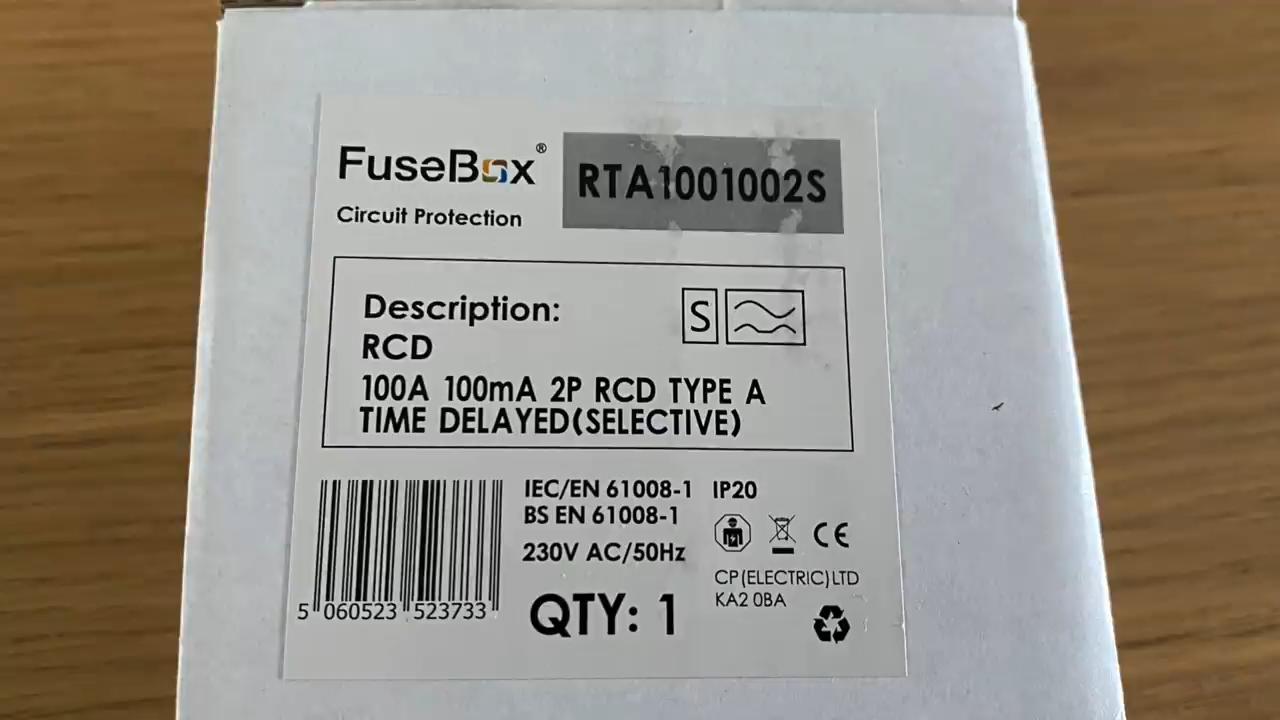 FuseBox®
RTA1001002S
Circuit Protection
Description:
S
RCD
100A 100mA 2P RCD TYPE A
TIME DELAYED(SELECTIVE)
IEC/EN 61008-1 IP20
BS EN 61008-1
230V AC/50Hz
CE
CP(ELECTRIC)LTD
KA2 0BA
QTY: 1
5 060523 523733